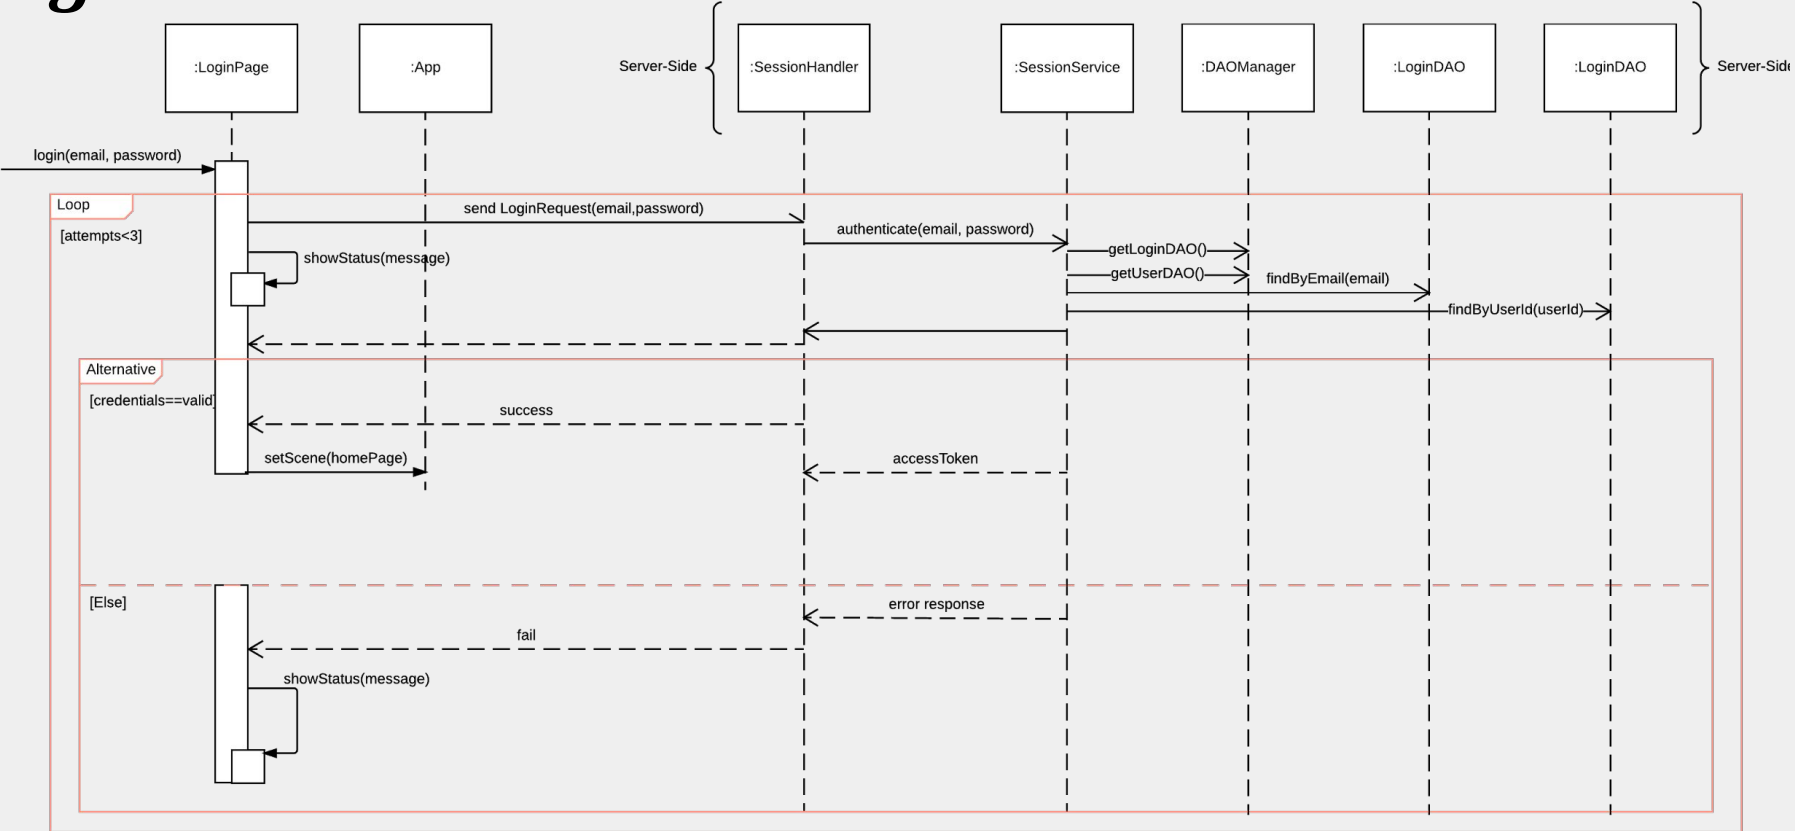 g
:LoginPage
:App
Server-Side
:SessionHandler
:SessionService
:DAOManager
:LoginDAO
:LoginDAO
Server-Side
login(email, password)
Loop
[attempts<3]
send LoginRequest(email,password)
authenticate(email, password)
getLoginDAO()
showStatus(message)
getUserDAO()
findByEmail(email)
findByUserId(userId)
Alternative
[credentials==valid]
success
setScene(homePage)
accessToken
[Else]
error response
fail
showStatus(message)